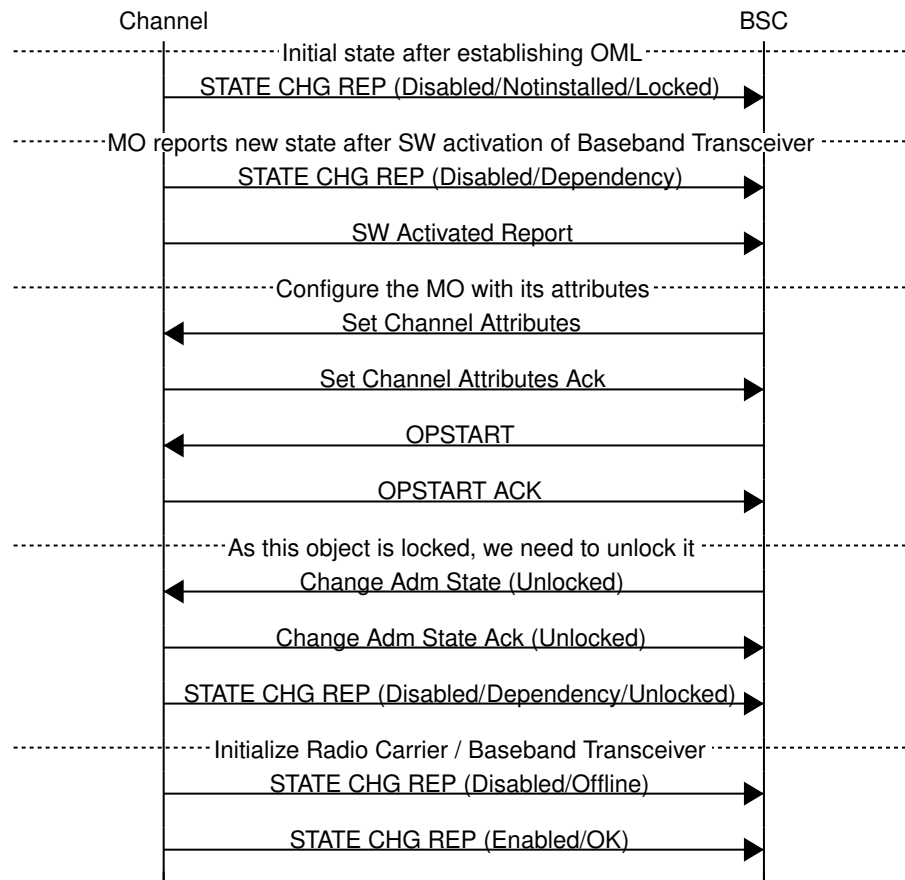 Channel BSC
Initial state after establishing OML
STATE CHG REP (Disabled/Notinstalled/Locked)
MO reports new state after SW activation of Baseband Transceiver
STATE CHG REP (Disabled/Dependency)
SW Activated Report
Configure the MO with its attributes
Set Channel Attributes
Set Channel Attributes Ack
OPSTART
OPSTART ACK
As this object is locked, we need to unlock it
Change Adm State (Unlocked)
Change Adm State Ack (Unlocked)
STATE CHG REP (Disabled/Dependency/Unlocked)
Initialize Radio Carrier / Baseband Transceiver
STATE CHG REP (Disabled/Offline)
STATE CHG REP (Enabled/OK)